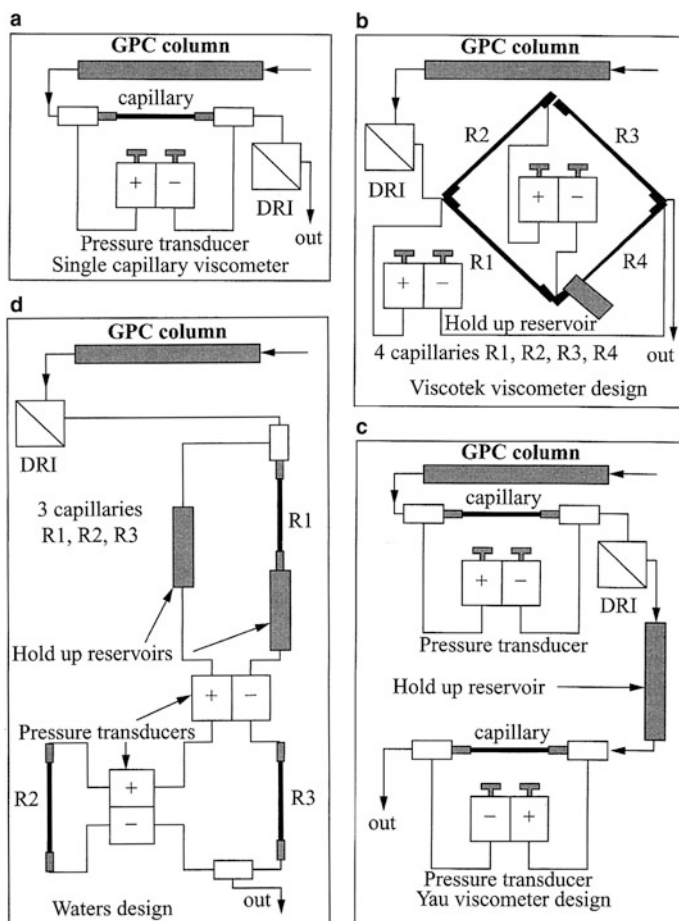 a
GPC column
capillary
+ −
DRI
out
Pressure transducer
Single capillary viscometer
b
GPC column
R2
R3
DRI
+ −
R1
R4
+ −
Hold up reservoir
out
4 capillaries R1, R2, R3, R4
Viscotek viscometer design
d
GPC column
DRI
3 capillaries
R1, R2, R3
R1
Hold up reservoirs
+ −
Pressure transducers
R2
+
−
R3
out
Waters design
c
GPC column
capillary
+ −
DRI
Pressure transducer
Hold up reservoir
capillary
out
− +
Pressure transducer
Yau viscometer design